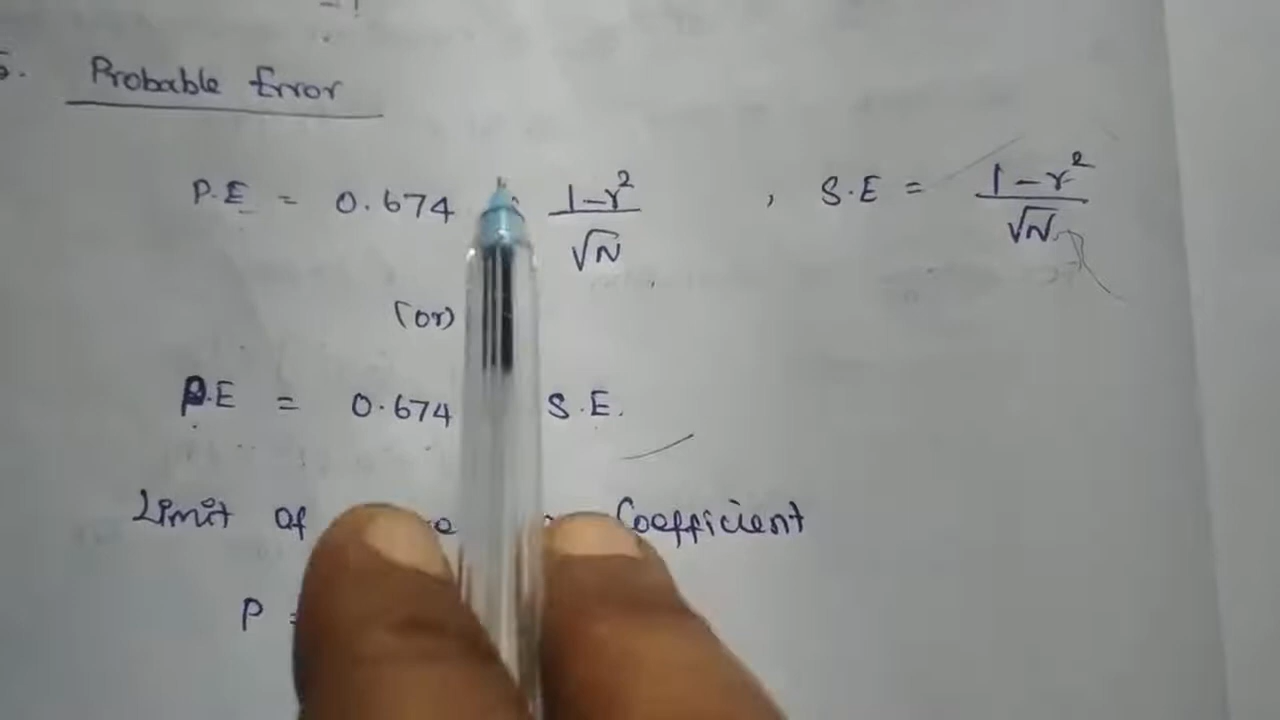 5. Probable Error
P.E = 0.674 1-r² / √N , S.E = 1-r² / √N
(or)
P.E = 0.674 S.E.
Limit of Coefficient
P =